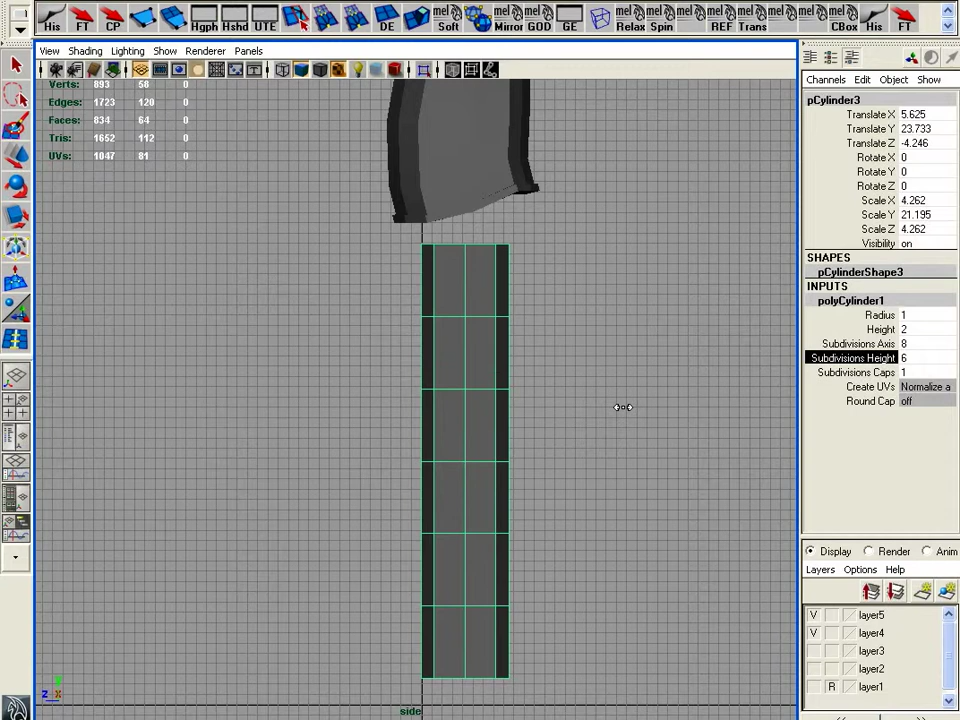 His FT CP Hgph Hshd UTE DE mel Soft mel Mirror mel GOD GE mel Relax mel Spin mel mel REF mel Trans mel CBox His FT
View Shading Lighting Show Renderer Panels
Channels Edit Object Show
Verts: 893 58 0
Edges: 1723 120 0
Faces: 834 64 0
Tris: 1652 112 0
UVs: 1047 81 0
pCylinder3
Translate X 5.625
Translate Y 23.733
Translate Z -4.246
Rotate X 0
Rotate Y 0
Rotate Z 0
Scale X 4.262
Scale Y 21.195
Scale Z 4.262
Visibility on
SHAPES
pCylinderShape3
INPUTS
polyCylinder1
Radius 1
Height 2
Subdivisions Axis 8
Subdivisions Height 6
Subdivisions Caps 1
Create UVs Normalize a
Round Cap off
Display Render Anim
Layers Options Help
V layer5
V layer4
layer3
layer2
R layer1
y
z x
side